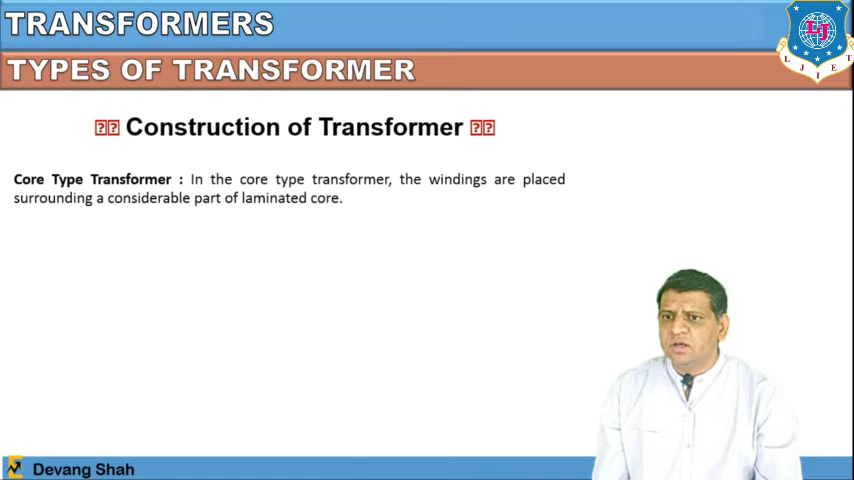 TRANSFORMERS
TYPES OF TRANSFORMER
LJ
L J I E T
Construction of Transformer
Core Type Transformer : In the core type transformer, the windings are placed
surrounding a considerable part of laminated core.
Devang Shah